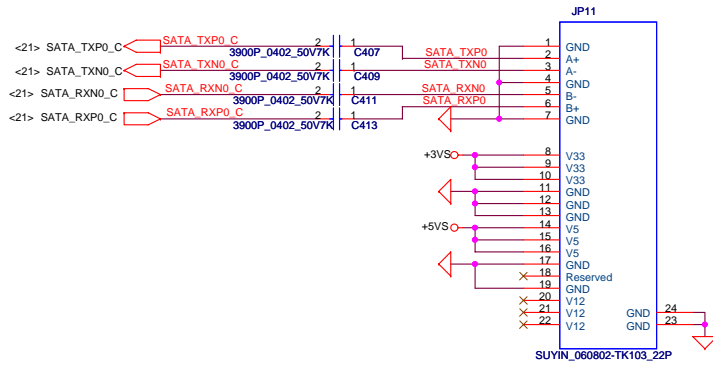 JP11
<21> SATA_TXP0_C SATA_TXP0_C 2 1 SATA_TXP0 1 GND
3900P_0402_50V7K C407 2 A+
<21> SATA_TXN0_C SATA_TXN0_C 2 1 SATA_TXN0 3 A-
3900P_0402_50V7K C409 4 GND
<21> SATA_RXN0_C SATA_RXN0_C 2 1 SATA_RXN0 5 B-
3900P_0402_50V7K C411 SATA_RXP0 6 B+
<21> SATA_RXP0_C SATA_RXP0_C 2 1 7 GND
3900P_0402_50V7K C413
+3VS 8 V33
9 V33
10 V33
11 GND
12 GND
13 GND
+5VS 14 V5
15 V5
16 V5
17 GND
18 Reserved
19 GND
20 V12
21 V12 GND 24
22 V12 GND 23
SUYIN_060802-TK103_22P